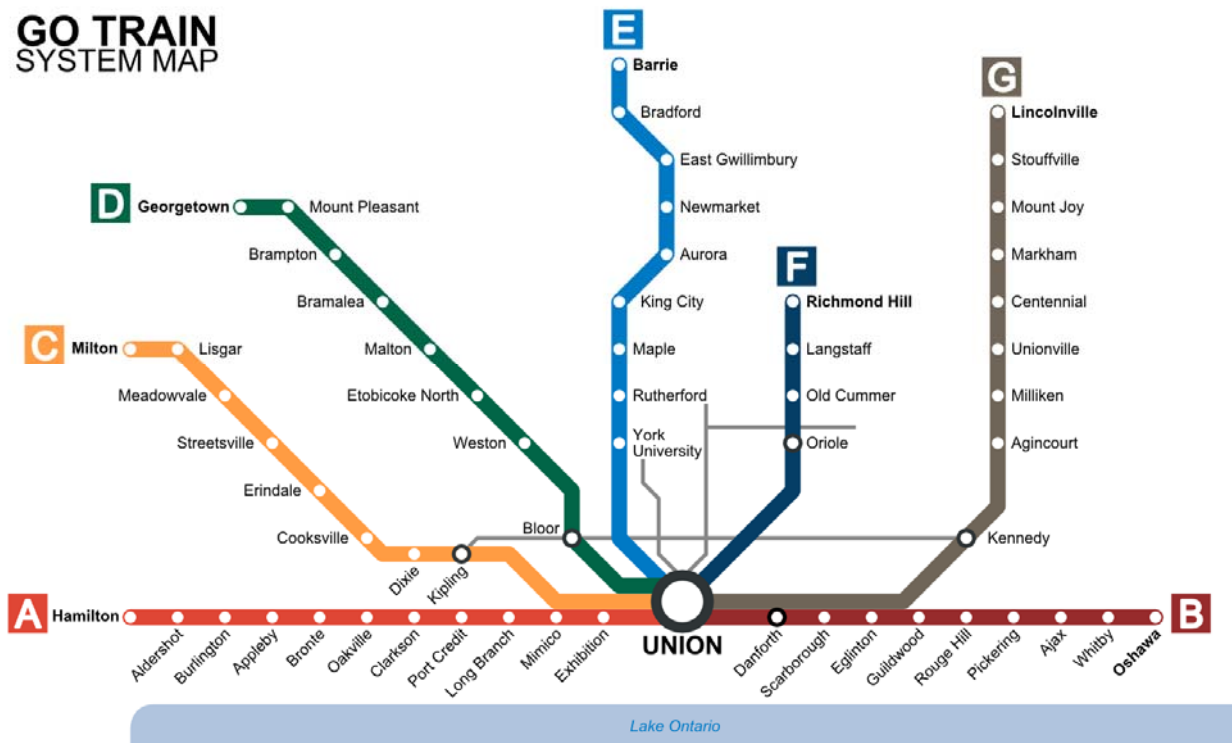 GO TRAIN
SYSTEM MAP
E
Barrie
Bradford
East Gwillimbury
Newmarket
Aurora
King City
Maple
Rutherford
York
University
G
Lincolnville
Stouffville
Mount Joy
Markham
Centennial
Unionville
Milliken
Agincourt
Kennedy
D
Georgetown
Mount Pleasant
Brampton
Bramalea
Malton
Etobicoke North
Weston
Bloor
F
Richmond Hill
Langstaff
Old Cummer
Oriole
C
Milton
Lisgar
Meadowvale
Streetsville
Erindale
Cooksville
Dixie
Kipling
A
Hamilton
Aldershot
Burlington
Appleby
Bronte
Oakville
Clarkson
Port Credit
Long Branch
Mimico
Exhibition
UNION
Danforth
Scarborough
Eglinton
Guildwood
Rouge Hill
Pickering
Ajax
Whitby
Oshawa
B
Lake Ontario